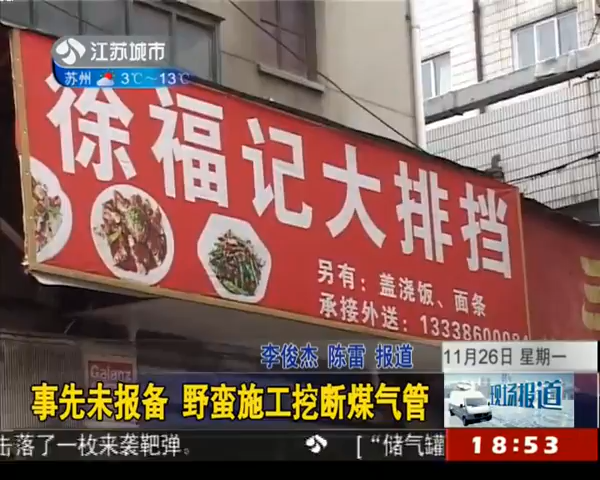 江苏城市
苏州 3℃～13℃
徐福记大排挡
另有：盖浇饭、面条
承接外送：
Galanz
李俊杰 陈雷 报道
11月26日 星期一
事先未报备 野蛮施工挖断煤气管
现场报道
击落了一枚来袭靶弹。
[“储气罐
18:53